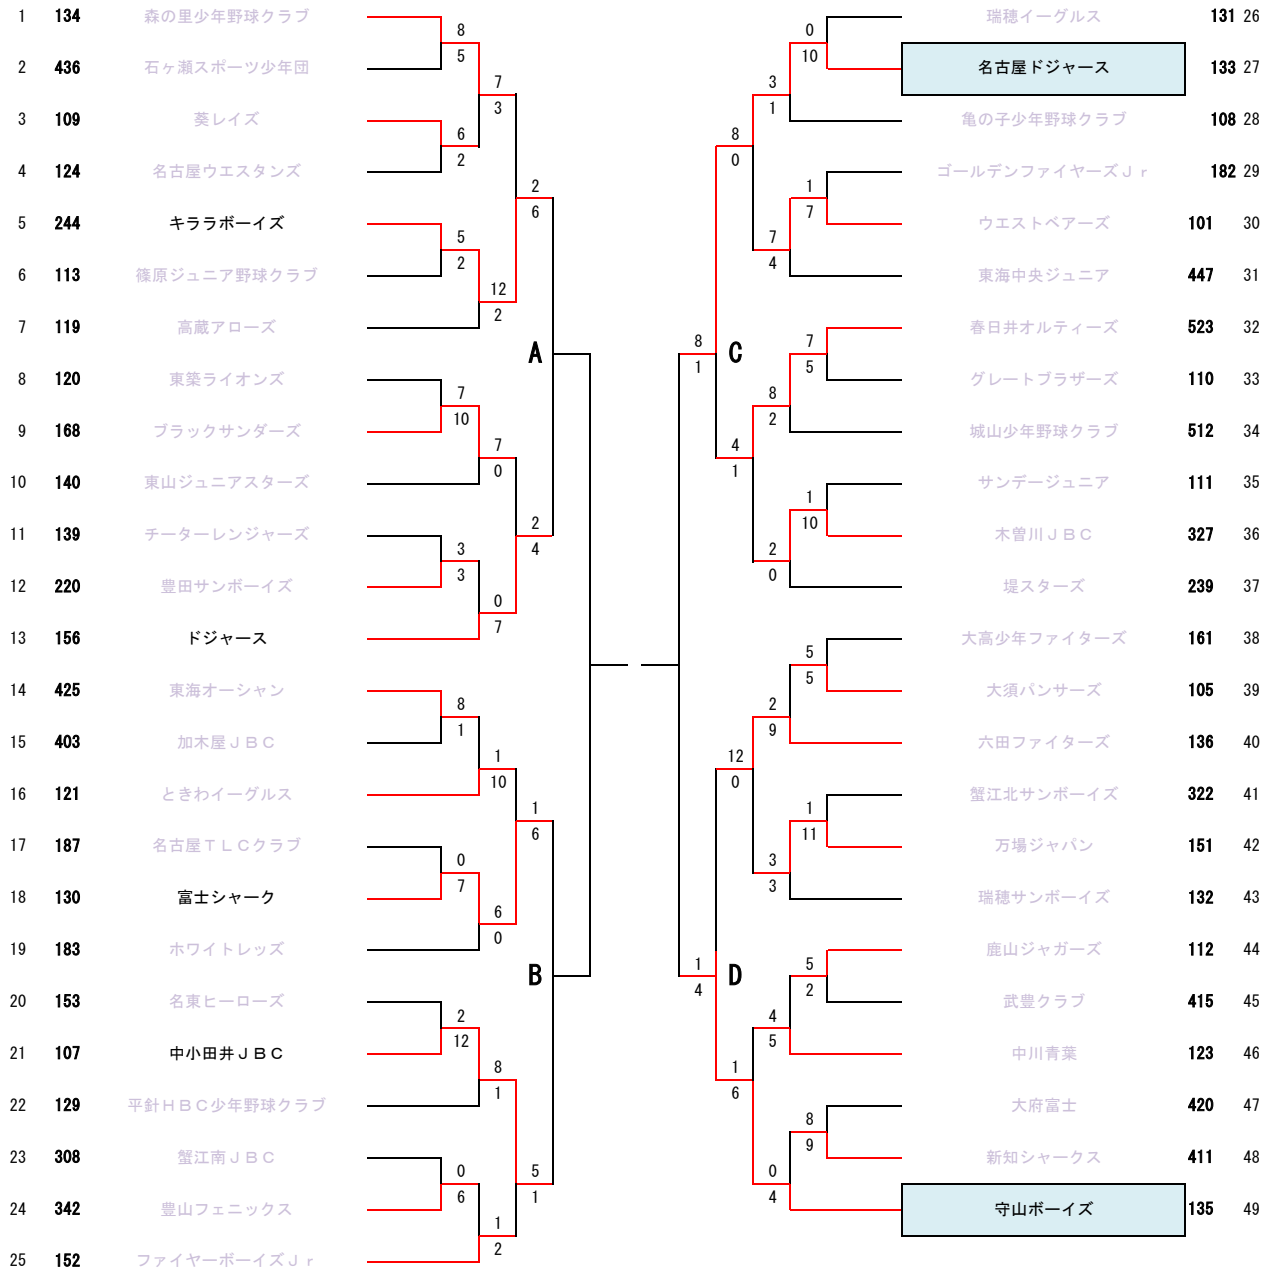 1 134 森の里少年野球クラブ
2 436 石ヶ瀬スポーツ少年団
3 109 葵レイズ
4 124 名古屋ウエスタンズ
5 244 キララボーイズ
6 113 篠原ジュニア野球クラブ
7 119 高蔵アローズ
8 120 東築ライオンズ
9 168 ブラックサンダーズ
10 140 東山ジュニアスターズ
11 139 チーターレンジャーズ
12 220 豊田サンボーイズ
13 156 ドジャース
14 425 東海オーシャン
15 403 加木屋ＪＢＣ
16 121 ときわイーグルス
17 187 名古屋ＴＬＣクラブ
18 130 富士シャーク
19 183 ホワイトレッズ
20 153 名東ヒーローズ
21 107 中小田井ＪＢＣ
22 129 平針ＨＢＣ少年野球クラブ
23 308 蟹江南ＪＢＣ
24 342 豊山フェニックス
25 152 ファイヤーボーイズＪｒ
8
5
6
2
5
2
7
10
3
3
8
1
0
7
2
12
0
6
7
3
12
2
7
0
0
7
1
10
6
0
8
1
1
2
2
6
2
4
1
6
5
1
A
B
C
D
8
1
1
4
8
0
4
1
12
0
1
6
3
1
7
4
8
2
2
0
2
9
3
3
4
5
0
4
0
10
1
7
7
5
1
10
5
5
1
11
5
2
8
9
瑞穂イーグルス 131 26
名古屋ドジャース 133 27
亀の子少年野球クラブ 108 28
ゴールデンファイヤーズＪｒ 182 29
ウエストベアーズ 101 30
東海中央ジュニア 447 31
春日井オルティーズ 523 32
グレートブラザーズ 110 33
城山少年野球クラブ 512 34
サンデージュニア 111 35
木曽川ＪＢＣ 327 36
堤スターズ 239 37
大高少年ファイターズ 161 38
大須パンサーズ 105 39
六田ファイターズ 136 40
蟹江北サンボーイズ 322 41
万場ジャパン 151 42
瑞穂サンボーイズ 132 43
鹿山ジャガーズ 112 44
武豊クラブ 415 45
中川青葉 123 46
大府富士 420 47
新知シャークス 411 48
守山ボーイズ 135 49